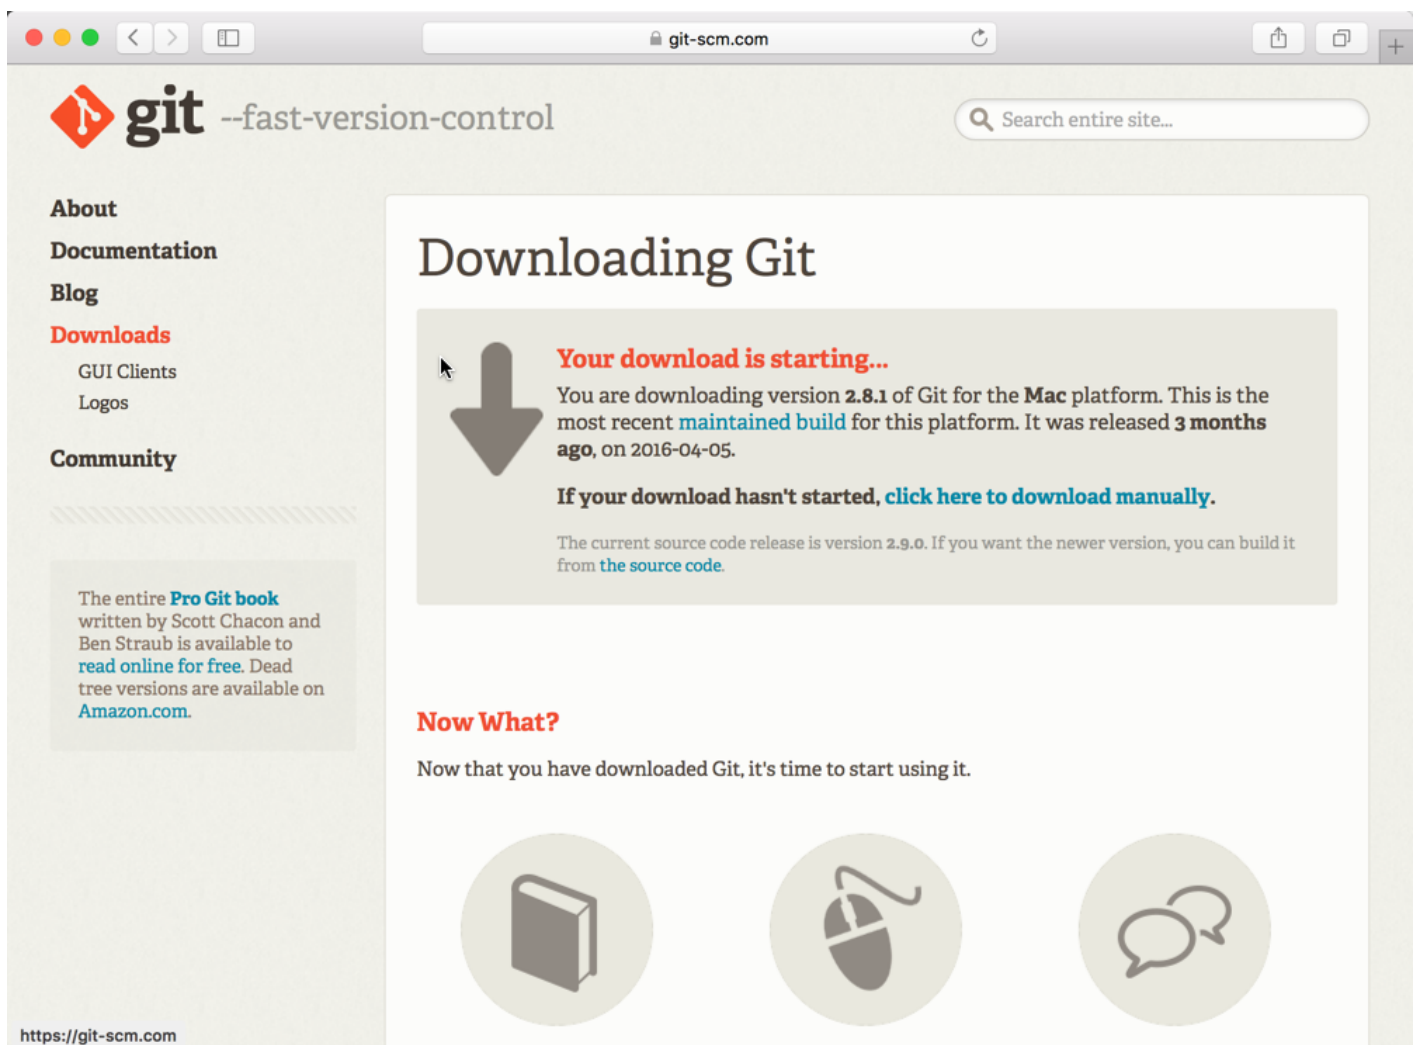 git-scm.com
git --fast-version-control
Search entire site...
About
Documentation
Blog
Downloads
GUI Clients
Logos
Community
The entire Pro Git book
written by Scott Chacon and
Ben Straub is available to
read online for free. Dead
tree versions are available on
Amazon.com.
Downloading Git
Your download is starting...
You are downloading version 2.8.1 of Git for the Mac platform. This is the
most recent maintained build for this platform. It was released 3 months
ago, on 2016-04-05.
If your download hasn't started, click here to download manually.
The current source code release is version 2.9.0. If you want the newer version, you can build it
from the source code.
Now What?
Now that you have downloaded Git, it's time to start using it.
https://git-scm.com